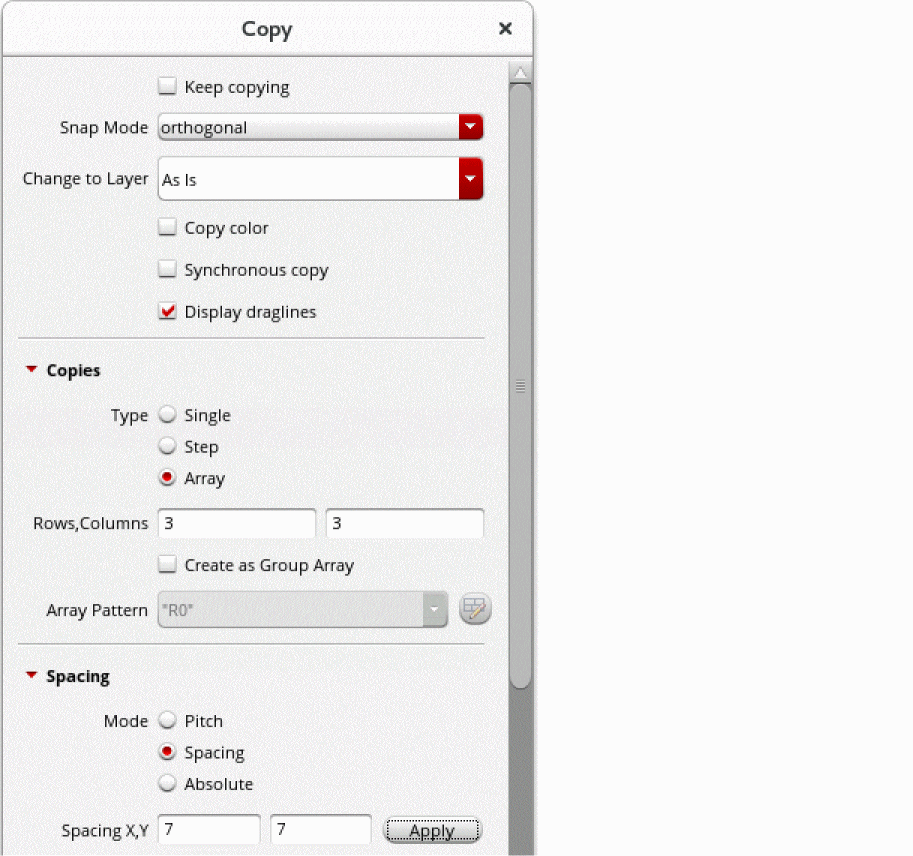 Copy
Keep copying
Snap Mode orthogonal
Change to Layer As Is
Copy color
Synchronous copy
Display draglines
Copies
Type Single
Step
Array
Rows,Columns 3 3
Create as Group Array
Array Pattern "R0"
Spacing
Mode Pitch
Spacing
Absolute
Spacing X,Y 7 7 Apply